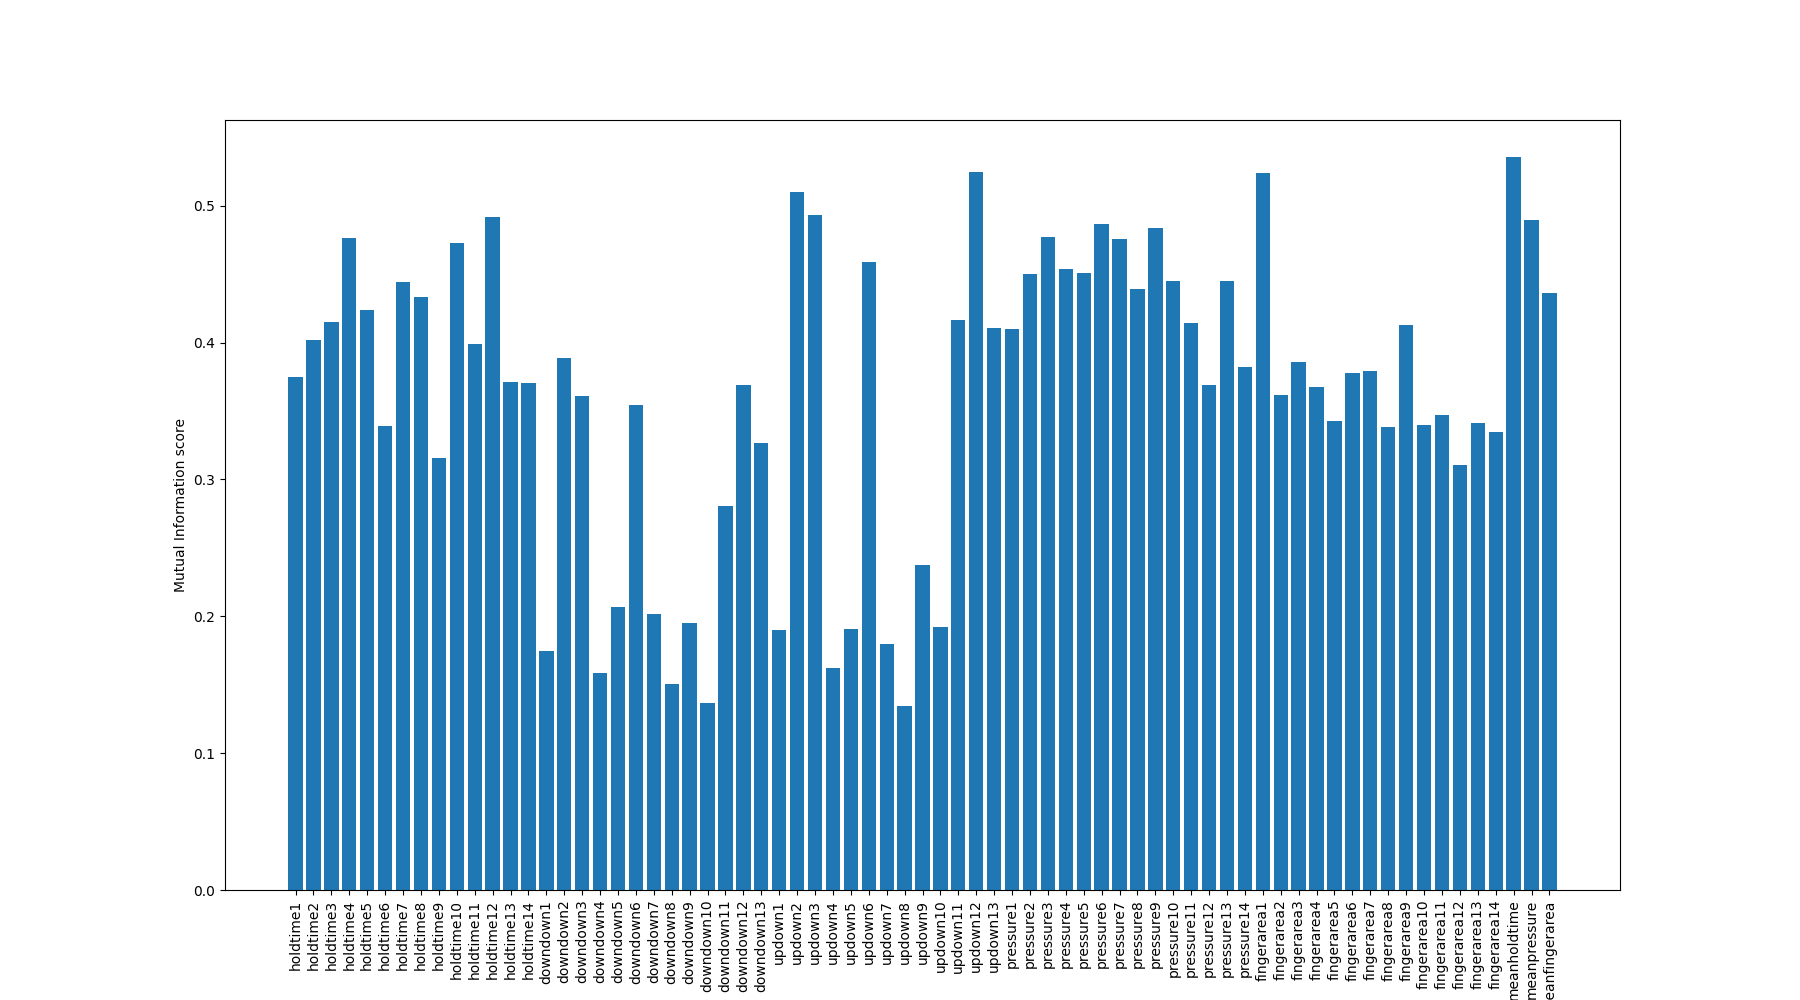 Mutual Information score
0.5
0.4
0.3
0.2
0.1
0.0
holdtime1
holdtime2
holdtime3
holdtime4
holdtime5
holdtime6
holdtime7
holdtime8
holdtime9
holdtime10
holdtime11
holdtime12
holdtime13
holdtime14
downdown1
downdown2
downdown3
downdown4
downdown5
downdown6
downdown7
downdown8
downdown9
downdown10
downdown11
downdown12
downdown13
updown1
updown2
updown3
updown4
updown5
updown6
updown7
updown8
updown9
updown10
updown11
updown12
updown13
pressure1
pressure2
pressure3
pressure4
pressure5
pressure6
pressure7
pressure8
pressure9
pressure10
pressure11
pressure12
pressure13
pressure14
fingerarea1
fingerarea2
fingerarea3
fingerarea4
fingerarea5
fingerarea6
fingerarea7
fingerarea8
fingerarea9
fingerarea10
fingerarea11
fingerarea12
fingerarea13
fingerarea14
meanholdtime
meanpressure
eanfingerarea